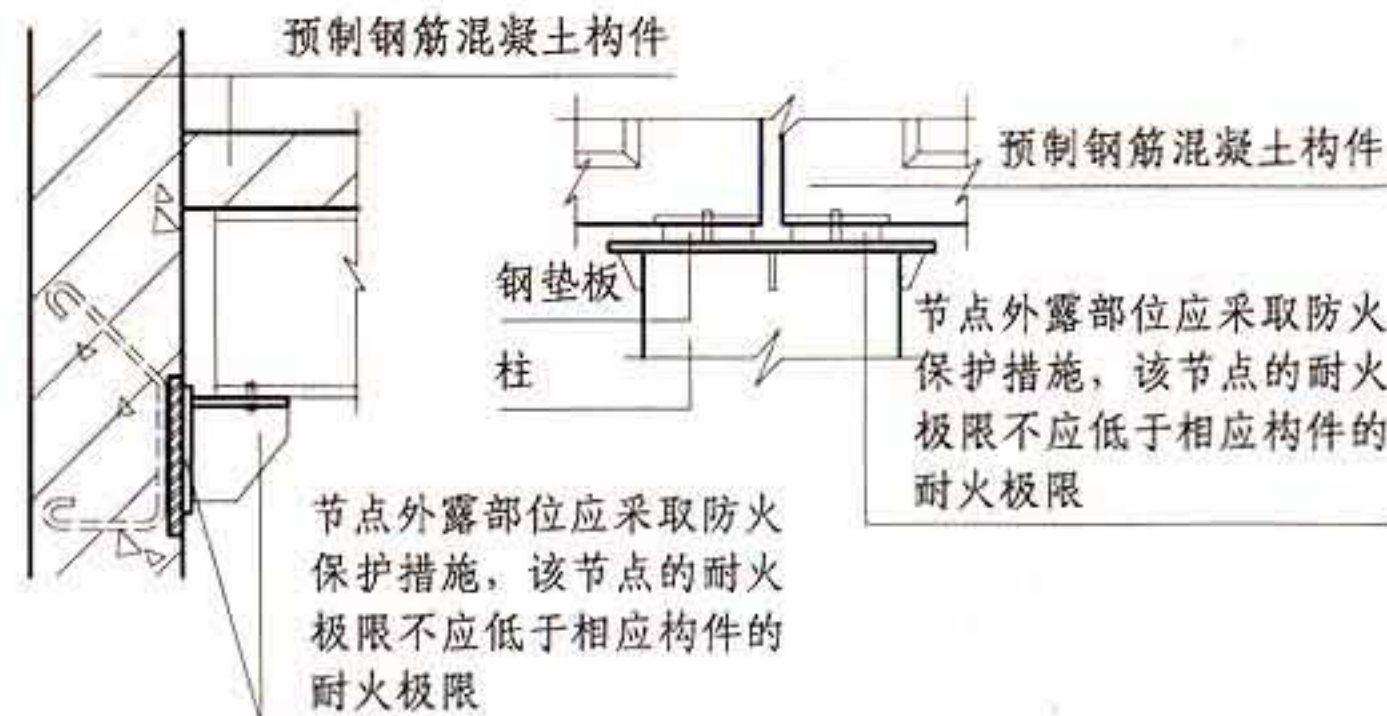 预制钢筋混凝土构件
预制钢筋混凝土构件
钢垫板
柱
节点外露部位应采取防火
保护措施，该节点的耐火
极限不应低于相应构件的
耐火极限
节点外露部位应采取防火
保护措施，该节点的耐火
极限不应低于相应构件的
耐火极限